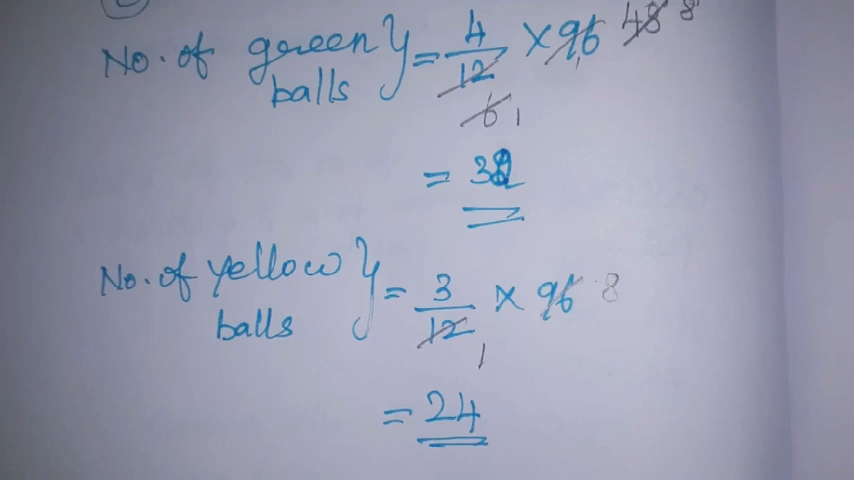 No. of green balls } = 4/12 × 96 48 8
6 1
= 32
No. of yellow balls } = 3/12 × 96 8
1
= 24